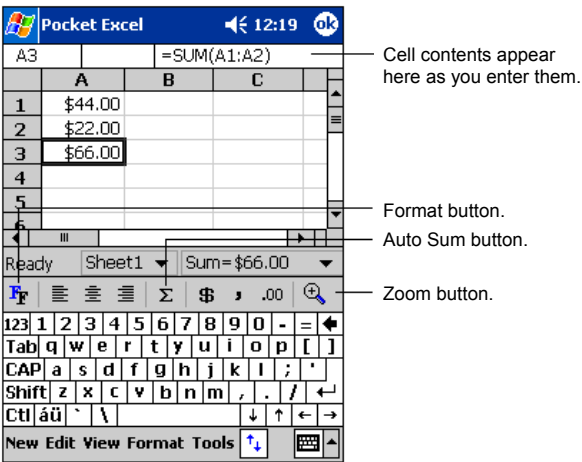 Pocket Excel 12:19 ok
A3 =SUM(A1:A2)
Cell contents appear
here as you enter them.
A B C
1 $44.00
2 $22.00
3 $66.00
4
5
6
Format button.
Auto Sum button.
Ready Sheet1 Sum=$66.00
FF Σ $ , .00
Zoom button.
123 1 2 3 4 5 6 7 8 9 0 - =
Tab q w e r t y u i o p [ ]
CAP a s d f g h j k l ; '
Shift z x c v b n m , . /
Ctl áü ` \
New Edit View Format Tools